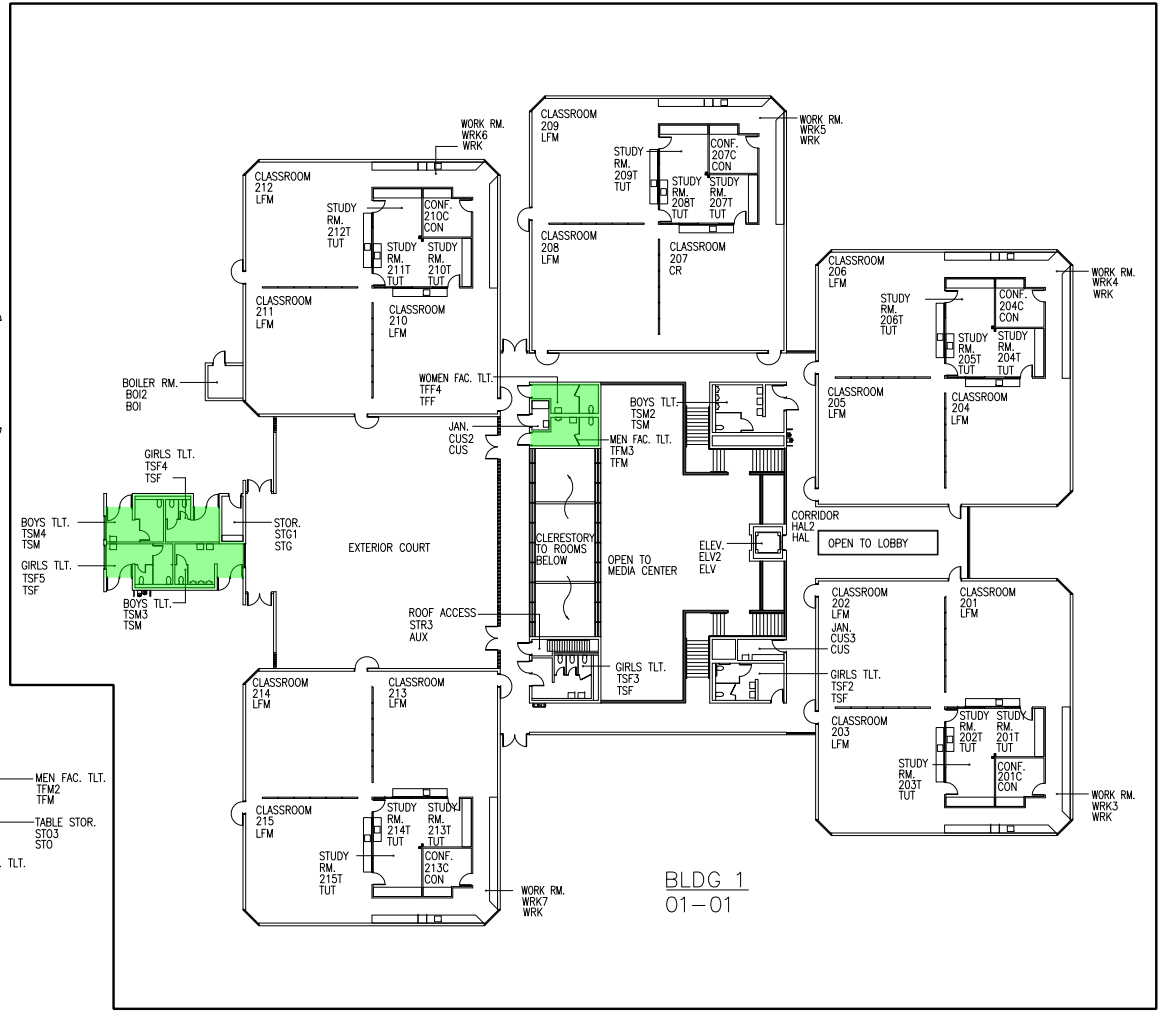 CLASSROOM
209
LFM
WORK RM.
WRK5
WRK
STUDY
RM.
209T
TUT
CONF.
207C
CON
STUDY
RM.
208T
TUT
STUDY
RM.
207T
TUT
CLASSROOM
208
LFM
CLASSROOM
207
CR
WORK RM.
WRK6
WRK
CLASSROOM
212
LFM
STUDY
RM.
212T
TUT
CONF.
210C
CON
STUDY
RM.
211T
TUT
STUDY
RM.
210T
TUT
CLASSROOM
211
LFM
CLASSROOM
210
LFM
CLASSROOM
206
LFM
WORK RM.
WRK4
WRK
STUDY
RM.
206T
TUT
CONF.
204C
CON
STUDY
RM.
205T
TUT
STUDY
RM.
204T
TUT
CLASSROOM
205
LFM
CLASSROOM
204
LFM
BOILER RM.
BOI2
BOI
WOMEN FAC. TLT.
TFF4
TFF
JAN.
CUS2
CUS
BOYS TLT.
TSM2
TSM
MEN FAC. TLT.
TFM3
TFM
GIRLS TLT.
TSF4
TSF
BOYS TLT.
TSM4
TSM
GIRLS TLT.
TSF5
TSF
BOYS TLT.
TSM3
TSM
STOR.
STG1
STG
EXTERIOR COURT
CLERESTORY
TO ROOMS
BELOW
OPEN TO
MEDIA CENTER
ELEV.
ELV2
ELV
CORRIDOR
HAL2
HAL
OPEN TO LOBBY
ROOF ACCESS
STR3
AUX
GIRLS TLT.
TSF3
TSF
CLASSROOM
202
LFM
JAN.
CUS3
CUS
GIRLS TLT.
TSF2
TSF
CLASSROOM
201
LFM
CLASSROOM
203
LFM
STUDY
RM.
202T
TUT
STUDY
RM.
201T
TUT
STUDY
RM.
203T
TUT
CONF.
201C
CON
WORK RM.
WRK3
WRK
CLASSROOM
214
LFM
CLASSROOM
213
LFM
CLASSROOM
215
LFM
STUDY
RM.
214T
TUT
STUDY
RM.
213T
TUT
STUDY
RM.
215T
TUT
CONF.
213C
CON
WORK RM.
WRK7
WRK
MEN FAC. TLT.
TFM2
TFM
TABLE STOR.
STO3
STO
TLT.
BLDG 1
01-01